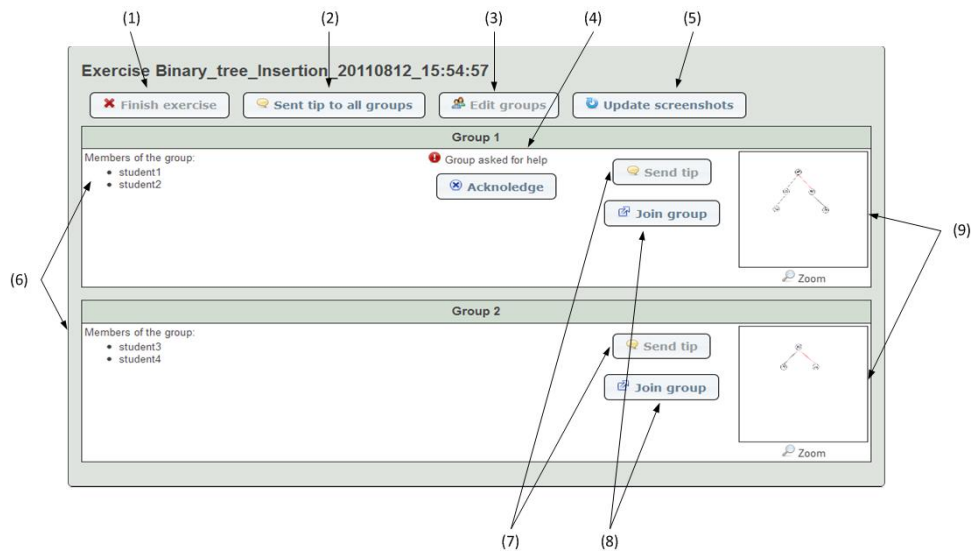 (1) (2) (3) (4) (5)
Exercise Binary_tree_Insertion_20110812_15:54:57
Finish exercise Sent tip to all groups Edit groups Update screenshots
Group 1
Members of the group:
• student1
• student2
Group asked for help
Acknoledge
Send tip
Join group
Zoom
(6)
(9)
Group 2
Members of the group:
• student3
• student4
Send tip
Join group
Zoom
(7) (8)